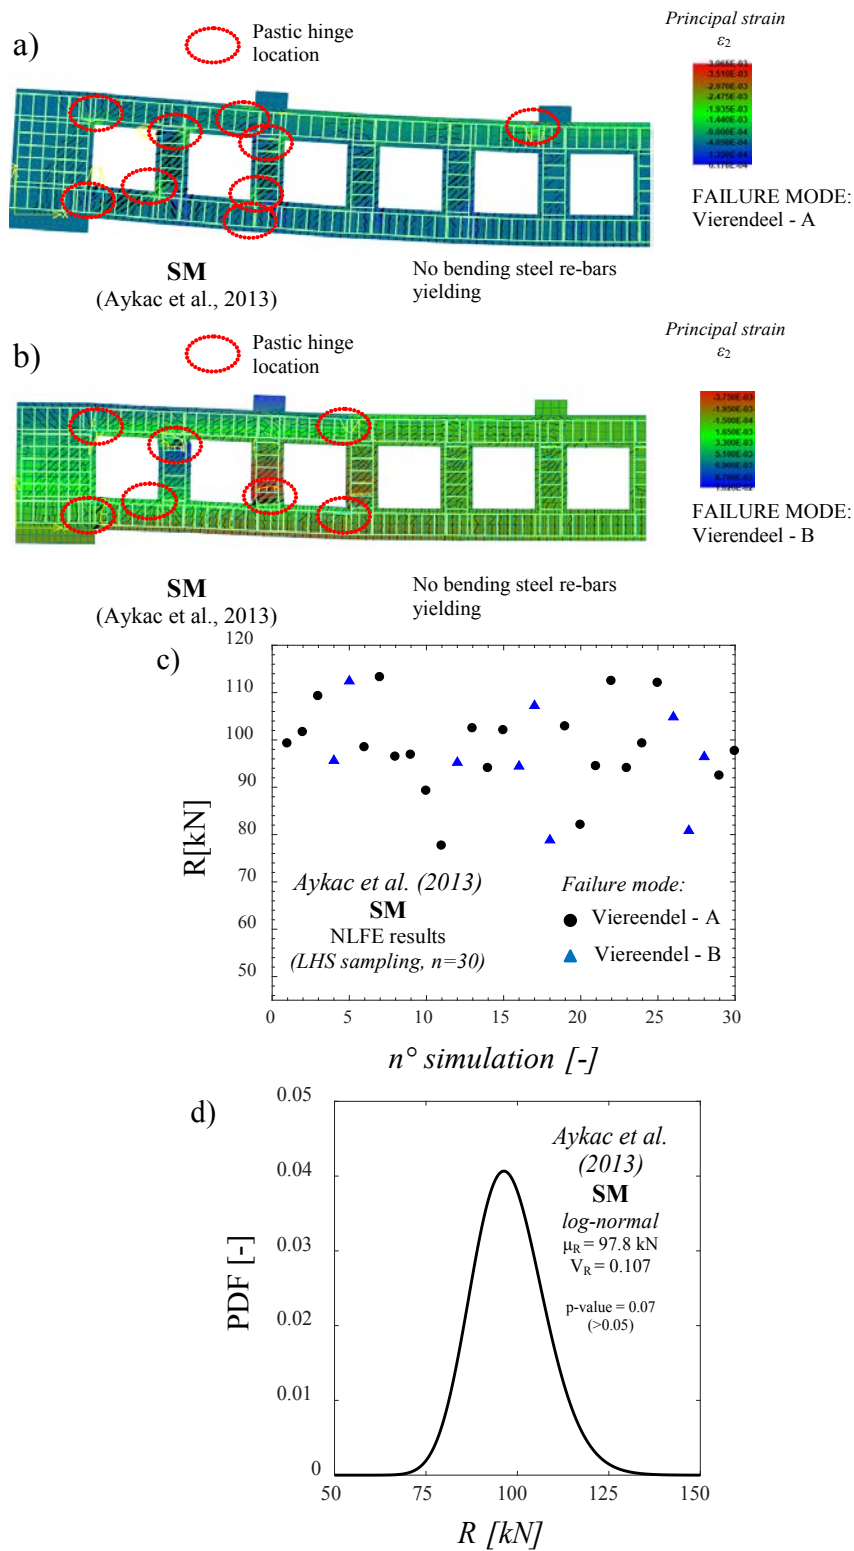 a)
Pastic hinge
location
Principal strain
ε2
-3.510E-03
FAILURE MODE:
Vierendeel - A
SM
(Aykac et al., 2013)
No bending steel re-bars
yielding
b)
Pastic hinge
location
Principal strain
ε2
FAILURE MODE:
Vierendeel - B
SM
(Aykac et al., 2013)
No bending steel re-bars
yielding
c)
120
110
100
90
80
70
60
50
R[kN]
Aykac et al. (2013)
SM
NLFE results
(LHS sampling, n=30)
Failure mode:
Viereendel - A
Viereendel - B
0 5 10 15 20 25 30
n° simulation [-]
d)
0.05
0.04
0.03
0.02
0.01
0
PDF [-]
Aykac et al.
(2013)
SM
log-normal
μR = 97.8 kN
VR = 0.107
p-value = 0.07
(>0.05)
50 75 100 125 150
R [kN]